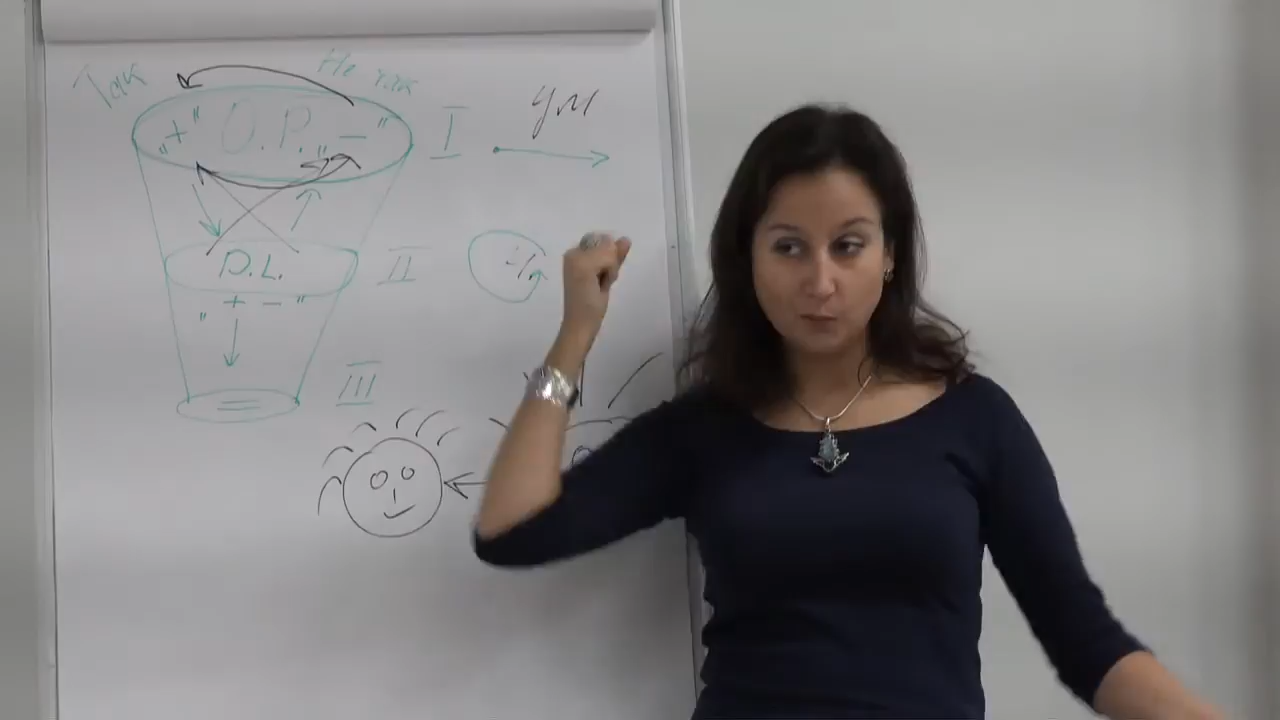 Так
Не так
"+" О.Р. "-" I
ум
D.L. II
"+ -"
III